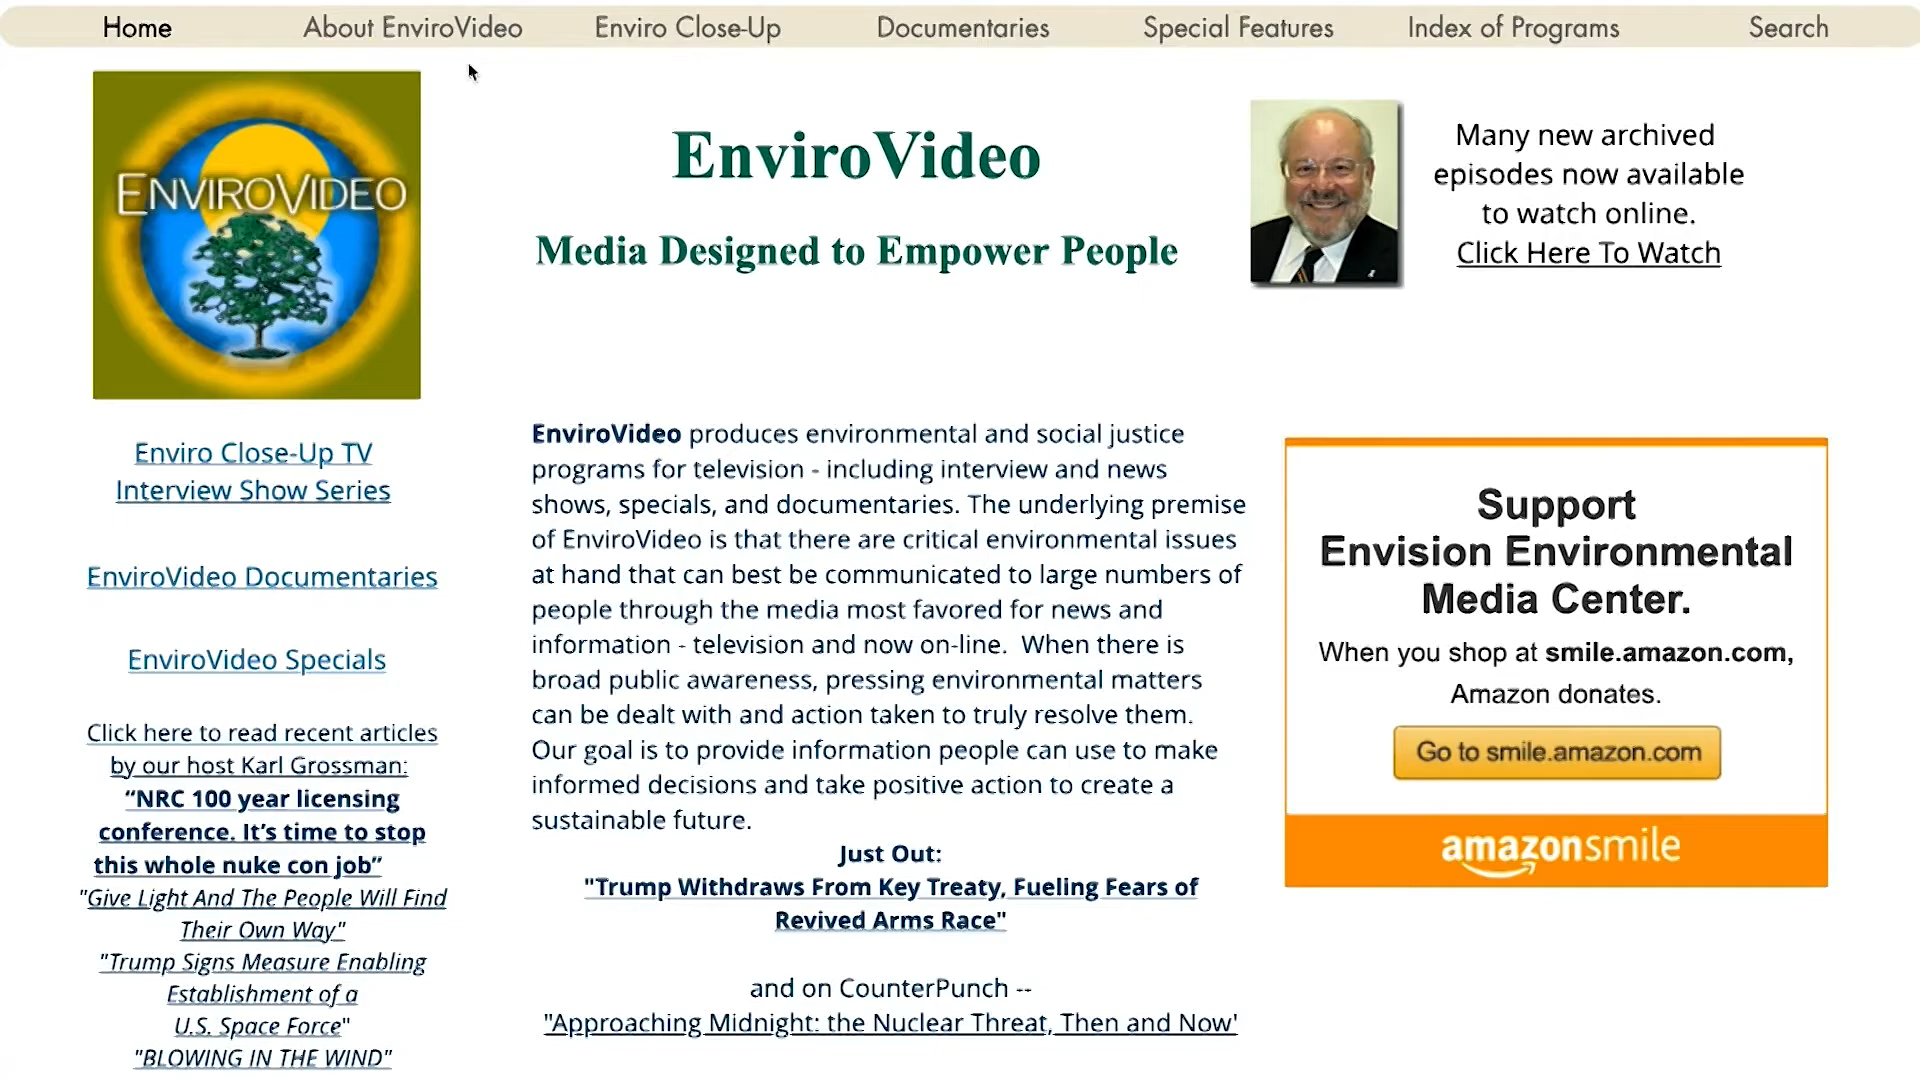 Home About EnviroVideo Enviro Close-Up Documentaries Special Features Index of Programs Search
ENVIROVIDEO
EnviroVideo
Media Designed to Empower People
Many new archived
episodes now available
to watch online.
Click Here To Watch
Enviro Close-Up TV
Interview Show Series
EnviroVideo Documentaries
EnviroVideo Specials
Click here to read recent articles
by our host Karl Grossman:
“NRC 100 year licensing
conference. It’s time to stop
this whole nuke con job”
"Give Light And The People Will Find
Their Own Way"
"Trump Signs Measure Enabling
Establishment of a
U.S. Space Force"
"BLOWING IN THE WIND"
EnviroVideo produces environmental and social justice
programs for television - including interview and news
shows, specials, and documentaries. The underlying premise
of EnviroVideo is that there are critical environmental issues
at hand that can best be communicated to large numbers of
people through the media most favored for news and
information - television and now on-line. When there is
broad public awareness, pressing environmental matters
can be dealt with and action taken to truly resolve them.
Our goal is to provide information people can use to make
informed decisions and take positive action to create a
sustainable future.
Just Out:
"Trump Withdraws From Key Treaty, Fueling Fears of
Revived Arms Race"
and on CounterPunch --
"Approaching Midnight: the Nuclear Threat, Then and Now'
Support
Envision Environmental
Media Center.
When you shop at smile.amazon.com,
Amazon donates.
Go to smile.amazon.com
amazonsmile